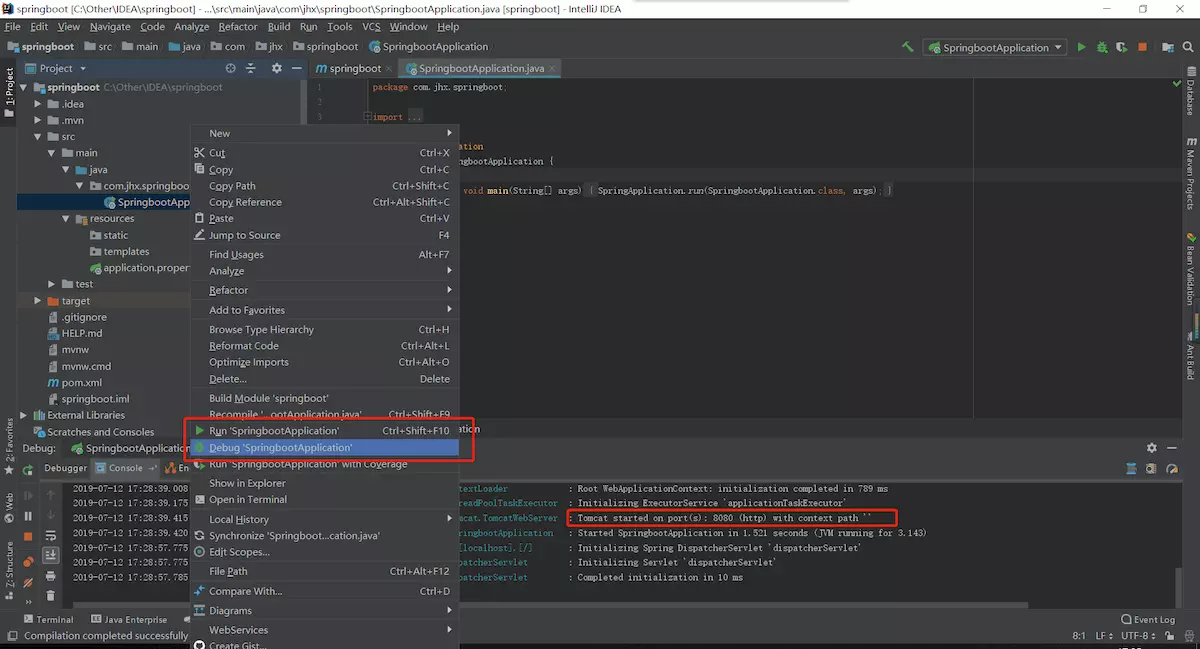 springboot [C:\Other\IDEA\springboot] - ...\src\main\java\com\jhx\springboot\SpringbootApplication.java [springboot] - IntelliJ IDEA
File Edit View Navigate Code Analyze Refactor Build Run Tools VCS Window Help
springboot src main java com jhx springboot SpringbootApplication SpringbootApplication
1: Project
Project
springboot SpringbootApplication.java
springboot C:\Other\IDEA\springboot
.idea
.mvn
src
main
java
com.jhx.springboo
SpringbootApp
resources
static
templates
application.proper
test
target
.gitignore
HELP.md
mvnw
mvnw.cmd
pom.xml
springboot.iml
External Libraries
Scratches and Consoles
1 package com.jhx.springboot;
2
3 import ...
ation
ngbootApplication {
void main(String[] args) { SpringApplication.run(SpringbootApplication.class, args); }
New
Cut Ctrl+X
Copy Ctrl+C
Copy Path Ctrl+Shift+C
Copy Reference Ctrl+Alt+Shift+C
Paste Ctrl+V
Jump to Source F4
Find Usages Alt+F7
Analyze
Refactor
Add to Favorites
Browse Type Hierarchy Ctrl+H
Reformat Code Ctrl+Alt+L
Optimize Imports Ctrl+Alt+O
Delete... Delete
Build Module 'springboot'
Recompile '...ootApplication.java' Ctrl+Shift+F9
Run 'SpringbootApplication' Ctrl+Shift+F10
Debug 'SpringbootApplication'
Run 'SpringbootApplication' with Coverage
Show in Explorer
Open in Terminal
Local History
Synchronize 'Springboot...cation.java'
Edit Scopes...
File Path Ctrl+Alt+F12
Compare With... Ctrl+D
Diagrams
WebServices
Create Gist...
ation
Database
Maven Projects
Bean Validation
Ant Build
2: Favorites
Web
Z: Structure
Debug: SpringbootApplication
Debugger Console En
2019-07-12 17:28:39.008 textLoader : Root WebApplicationContext: initialization completed in 789 ms
2019-07-12 17:28:39.175 readPoolTaskExecutor : Initializing ExecutorService 'applicationTaskExecutor'
2019-07-12 17:28:39.415 mcat.TomcatWebServer : Tomcat started on port(s): 8080 (http) with context path ''
2019-07-12 17:28:39.420 ootApplication : Started SpringbootApplication in 1.521 seconds (JVM running for 3.143)
2019-07-12 17:28:57.775 [localhost].[/] : Initializing Spring DispatcherServlet 'dispatcherServlet'
2019-07-12 17:28:57.775 patcherServlet : Initializing Servlet 'dispatcherServlet'
2019-07-12 17:28:57.785 patcherServlet : Completed initialization in 10 ms
Terminal Java Enterprise Event Log
Compilation completed successfully 8:1 LF UTF-8